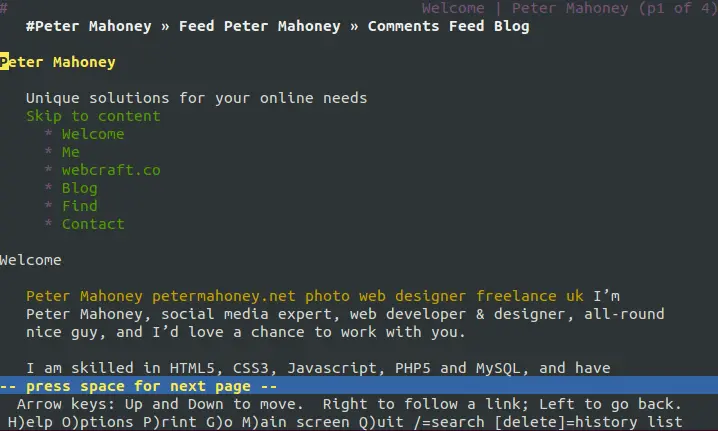 #
Welcome | Peter Mahoney (p1 of 4)
#Peter Mahoney » Feed Peter Mahoney » Comments Feed Blog
Peter Mahoney
Unique solutions for your online needs
Skip to content
* Welcome
* Me
* webcraft.co
* Blog
* Find
* Contact
Welcome
Peter Mahoney petermahoney.net photo web designer freelance uk I’m
Peter Mahoney, social media expert, web developer & designer, all-round
nice guy, and I’d love a chance to work with you.
I am skilled in HTML5, CSS3, Javascript, PHP5 and MySQL, and have
-- press space for next page --
Arrow keys: Up and Down to move.  Right to follow a link; Left to go back.
H)elp O)ptions P)rint G)o M)ain screen Q)uit /=search [delete]=history list